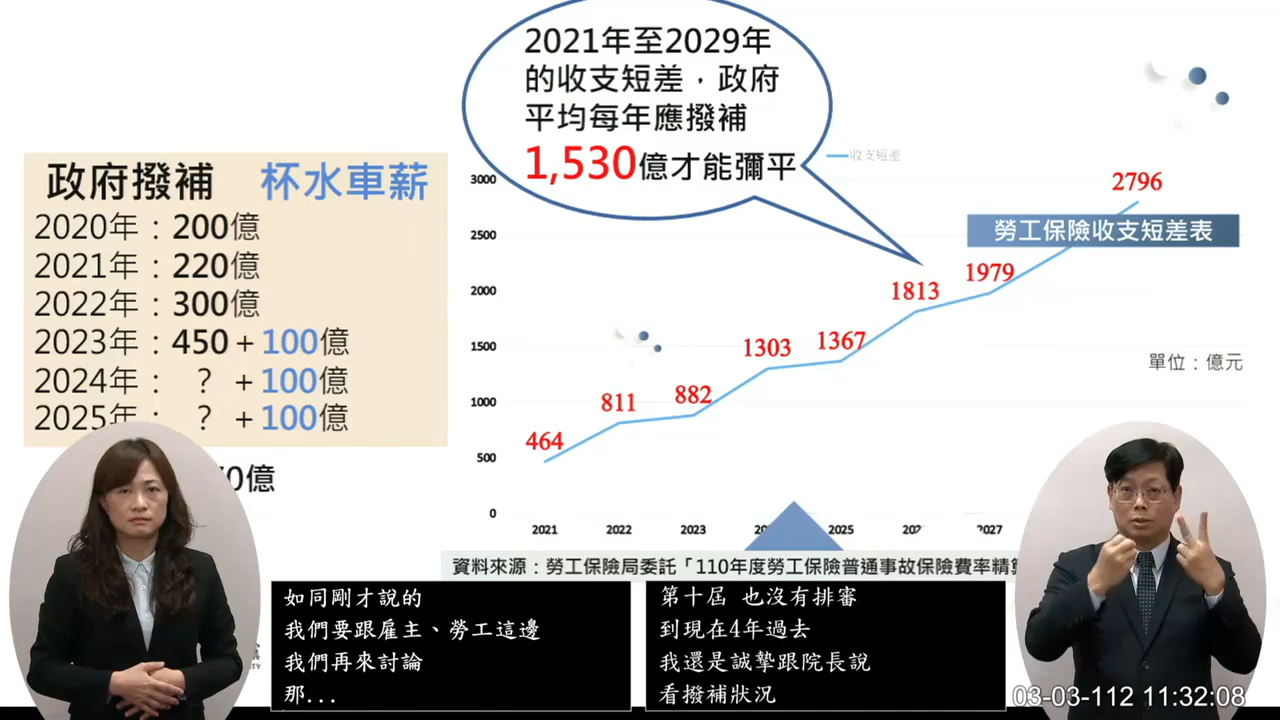 2021年至2029年
的收支短差，政府
平均每年應撥補
1,530億才能彌平
政府撥補 杯水車薪
2020年：200億
2021年：220億
2022年：300億
2023年：450＋100億
2024年： ？ ＋100億
2025年： ？ ＋100億
0億
收支短差
勞工保險收支短差表
單位：億元
3000
2500
2000
1500
1000
500
0
464
811
882
1303
1367
1813
1979
2796
2021 2022 2023 2025 2027
資料來源：勞工保險局委託「110年度勞工保險普通事故保險費率精算
如同剛才說的
我們要跟雇主、勞工這邊
我們再來討論
那...
第十屆 也沒有排審
到現在4年過去
我還是誠摯跟院長說
看撥補狀況
03-03-112 11:32:08